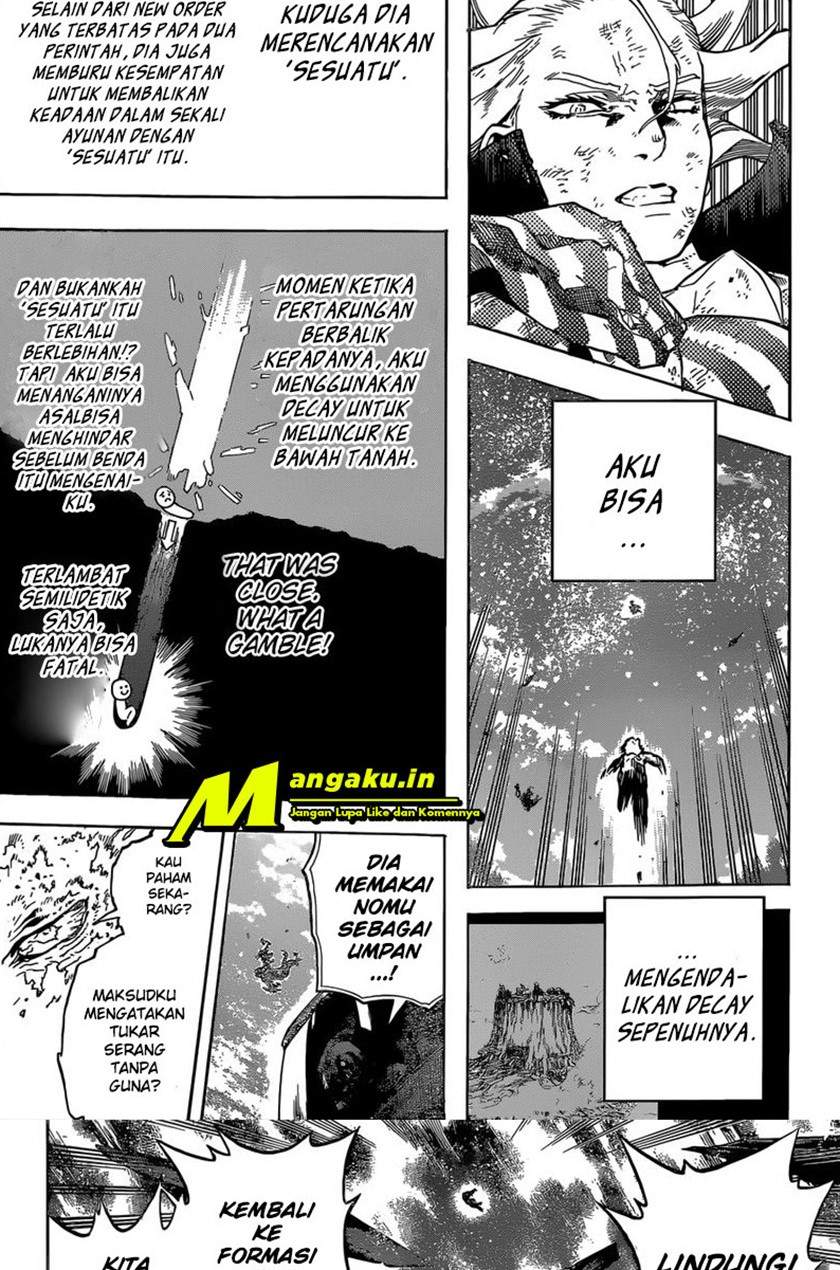 KUDUGA DIA
MERENCANAKAN
'SESUATU'.
SELAIN DARI NEW ORDER
YANG TERBATAS PADA DUA
PERINTAH, DIA JUGA
MEMBURU KESEMPATAN
UNTUK MEMBALIKAN
KEADAAN DALAM SEKALI
AYUNAN DENGAN
'SESUATU' ITU.
MOMEN KETIKA
PERTARUNGAN
BERBALIK
KEPADANYA, AKU
MENGGUNAKAN
DECAY UNTUK
MELUNCUR KE
BAWAH TANAH.
DAN BUKANKAH
'SESUATU' ITU
TERLALU
BERLEBIHAN!?
TAPI AKU BISA
MENANGANINYA
ASALBISA
MENGHINDAR
SEBELUM BENDA
ITU MENGENAI-
KU.
THAT WAS
CLOSE.
WHAT A
GAMBLE!
TERLAMBAT
SEMILIDETIK
SAJA,
LUKANYA BISA
FATAL.
AKU
BISA
...
...
MENGENDA-
LIKAN DECAY
SEPENUHNYA.
Mangaku.in
Jangan Lupa Like dan Komennya
DIA
MEMAKAI
NOMU
SEBAGAI
UMPAN
...!
KAU
PAHAM
SEKA-
RANG?
MAKSUDKU
MENGATAKAN
TUKAR
SERANG
TANPA
GUNA?
LINDUNGI
KEMBALI
KE
FORMASI
KITA